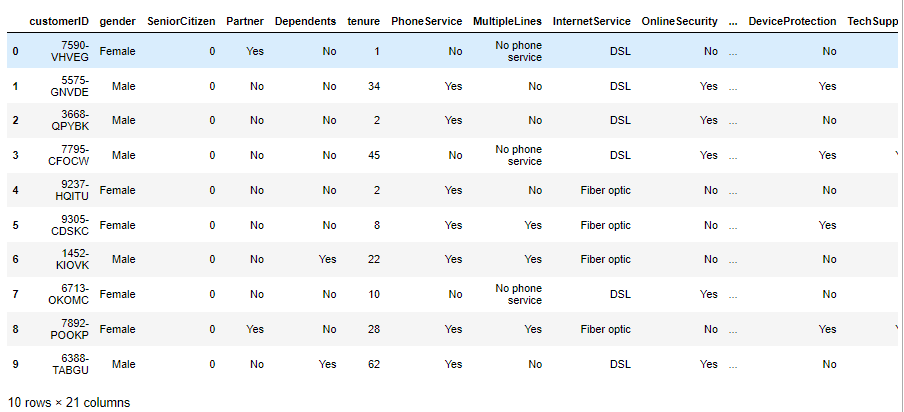 customerID gender SeniorCitizen Partner Dependents tenure PhoneService MultipleLines InternetService OnlineSecurity ... DeviceProtection TechSupp
0 7590-VHVEG Female 0 Yes No 1 No No phone service DSL No ... No
1 5575-GNVDE Male 0 No No 34 Yes No DSL Yes ... Yes
2 3668-QPYBK Male 0 No No 2 Yes No DSL Yes ... No
3 7795-CFOCW Male 0 No No 45 No No phone service DSL Yes ... Yes
4 9237-HQITU Female 0 No No 2 Yes No Fiber optic No ... No
5 9305-CDSKC Female 0 No No 8 Yes Yes Fiber optic No ... Yes
6 1452-KIOVK Male 0 No Yes 22 Yes Yes Fiber optic No ... No
7 6713-OKOMC Female 0 No No 10 No No phone service DSL Yes ... No
8 7892-POOKP Female 0 Yes No 28 Yes Yes Fiber optic No ... Yes
9 6388-TABGU Male 0 No Yes 62 Yes No DSL Yes ... No
10 rows × 21 columns